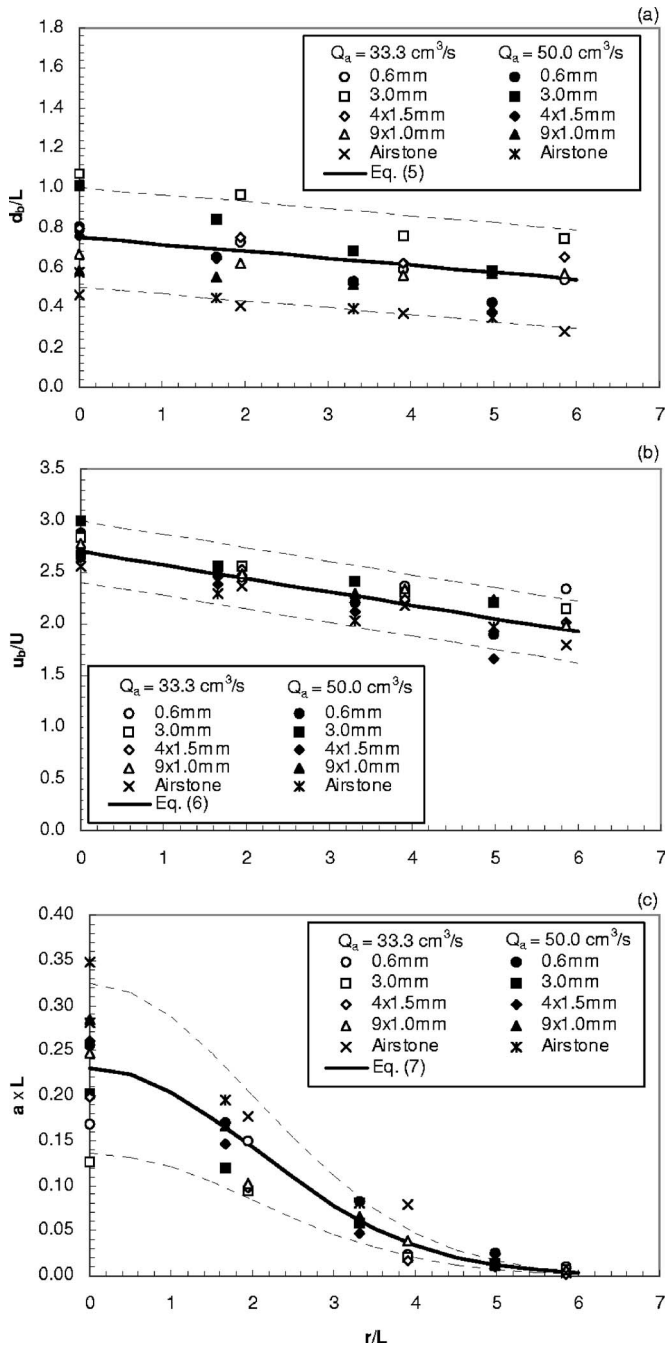 (a)
Qa = 33.3 cm³/s Qa = 50.0 cm³/s
0.6mm 0.6mm
3.0mm 3.0mm
4x1.5mm 4x1.5mm
9x1.0mm 9x1.0mm
Airstone Airstone
Eq. (5)
db/L
1.8
1.6
1.4
1.2
1.0
0.8
0.6
0.4
0.2
0.0
0 1 2 3 4 5 6 7
(b)
ub/U
3.5
3.0
2.5
2.0
1.5
1.0
0.5
0.0
Qa = 33.3 cm³/s Qa = 50.0 cm³/s
0.6mm 0.6mm
3.0mm 3.0mm
4x1.5mm 4x1.5mm
9x1.0mm 9x1.0mm
Airstone Airstone
Eq. (6)
0 1 2 3 4 5 6 7
(c)
Qa = 33.3 cm³/s Qa = 50.0 cm³/s
0.6mm 0.6mm
3.0mm 3.0mm
4x1.5mm 4x1.5mm
9x1.0mm 9x1.0mm
Airstone Airstone
Eq. (7)
a x L
0.40
0.35
0.30
0.25
0.20
0.15
0.10
0.05
0.00
0 1 2 3 4 5 6 7
r/L